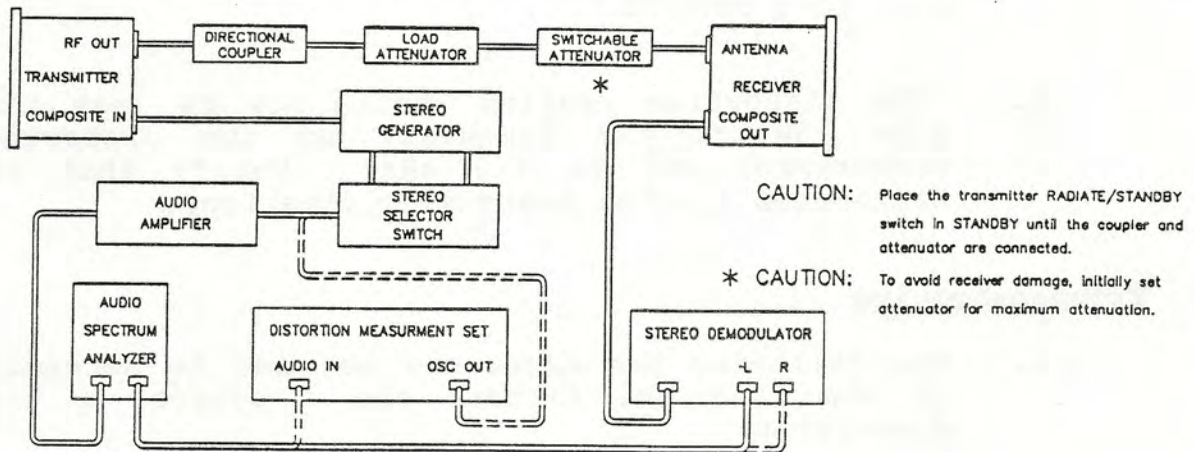 RF OUT
TRANSMITTER
COMPOSITE IN
DIRECTIONAL
COUPLER
LOAD
ATTENUATOR
SWITCHABLE
ATTENUATOR
*
ANTENNA
RECEIVER
COMPOSITE
OUT
STEREO
GENERATOR
AUDIO
AMPLIFIER
STEREO
SELECTOR
SWITCH
CAUTION: Place the transmitter RADIATE/STANDBY
switch in STANDBY until the coupler and
attenuator are connected.
* CAUTION: To avoid receiver damage, initially set
attenuator for maximum attenuation.
AUDIO
SPECTRUM
ANALYZER
DISTORTION MEASURMENT SET
AUDIO IN OSC OUT
STEREO DEMODULATOR
-L R